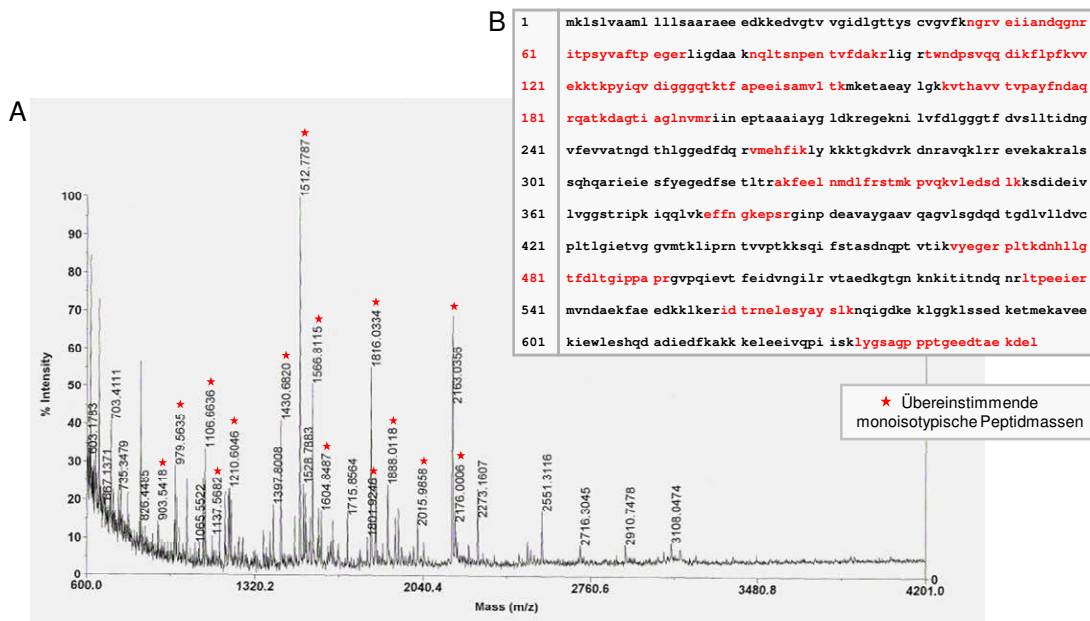 B
1 mklslvaaml lllsaaraee edkkedvgtv vgidlgttys cvgvfkngrv eiiandqgnr
61 itpsyvaftp egerligdaa knqltsnpen tvfdakrlig rtwndpsvqq dikflpfkvv
121 ekktkpyiqv digggqtktf apeeisamvl tkmketaeay lgkkvthavv tvpayfndaq
181 rqatkdagti aglnvmriin eptaaaiayg ldkregekni lvfdlgggtf dvslltidng
241 vfevvatngd thlggedfdq rvmehfikly kkktgkdvrk dnravqklrr evekakrals
301 sqhqarieie sfyegedfse tltrakfeel nmdlfrstmk pvqkvledsd lkksdideiv
361 lvggstripk iqqlvkeffn gkepsrginp deavaygaav qagvlsgdqd tgdlvlldvc
421 pltlgietvg gvmtkliprn tvvptkksqi fstasdnqpt vtikvyegerp ltkdnhllg
481 tfdltgippa prgvpqievt feidvngilr vtaedkgtgn knkititndq nrltpeeier
541 mvndaekfae edkklkerid trnelesyay slknqigdke klggklssed ketmekavee
601 kiewleshqd adiedfkakk keleeivqpi isklygsagp pptgeedtae kdel
A
★ Übereinstimmende
monoisotypische Peptidmassen
% Intensity
100
90
80
70
60
50
40
30
20
10
0
603.1783
667.1371
703.4111
735.3479
826.4485
903.5418
979.5635
1065.5522
1106.6636
1137.5682
1210.6046
1397.8008
1430.6820
1512.7787
1528.7883
1566.8115
1604.8487
1715.8564
1801.9248
1816.0334
1888.0118
2015.9858
2163.0356
2176.0006
2273.1607
2551.3116
2716.3045
2910.7478
3108.0474
0
600.0 1320.2 2040.4 2760.6 3480.8 4201.0
Mass (m/z)